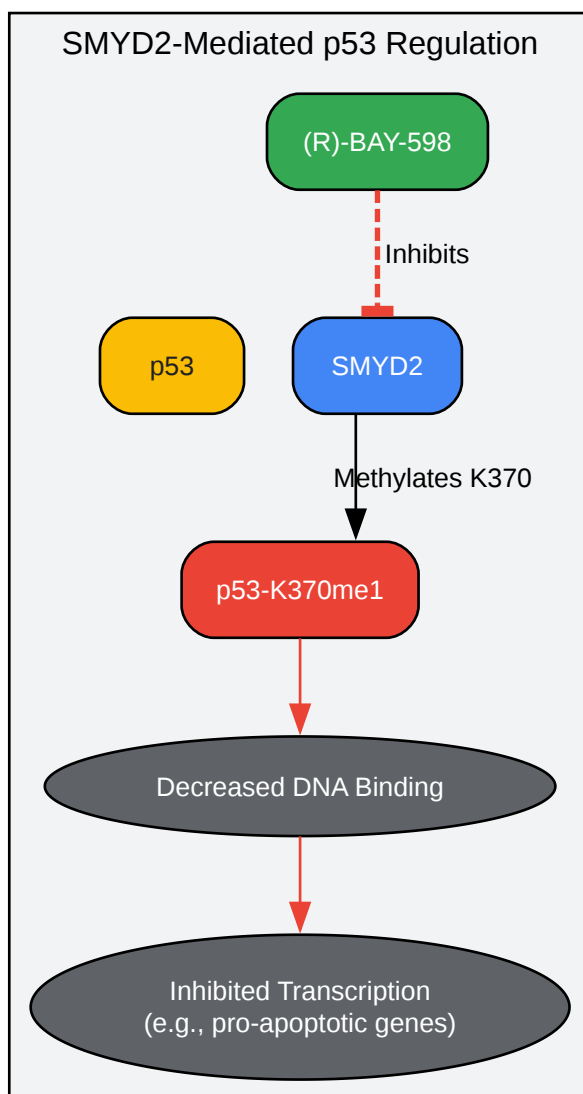 SMYD2-Mediated p53 Regulation
(R)-BAY-598
Inhibits
p53
SMYD2
Methylates K370
p53-K370me1
Decreased DNA Binding
Inhibited Transcription
(e.g., pro-apoptotic genes)